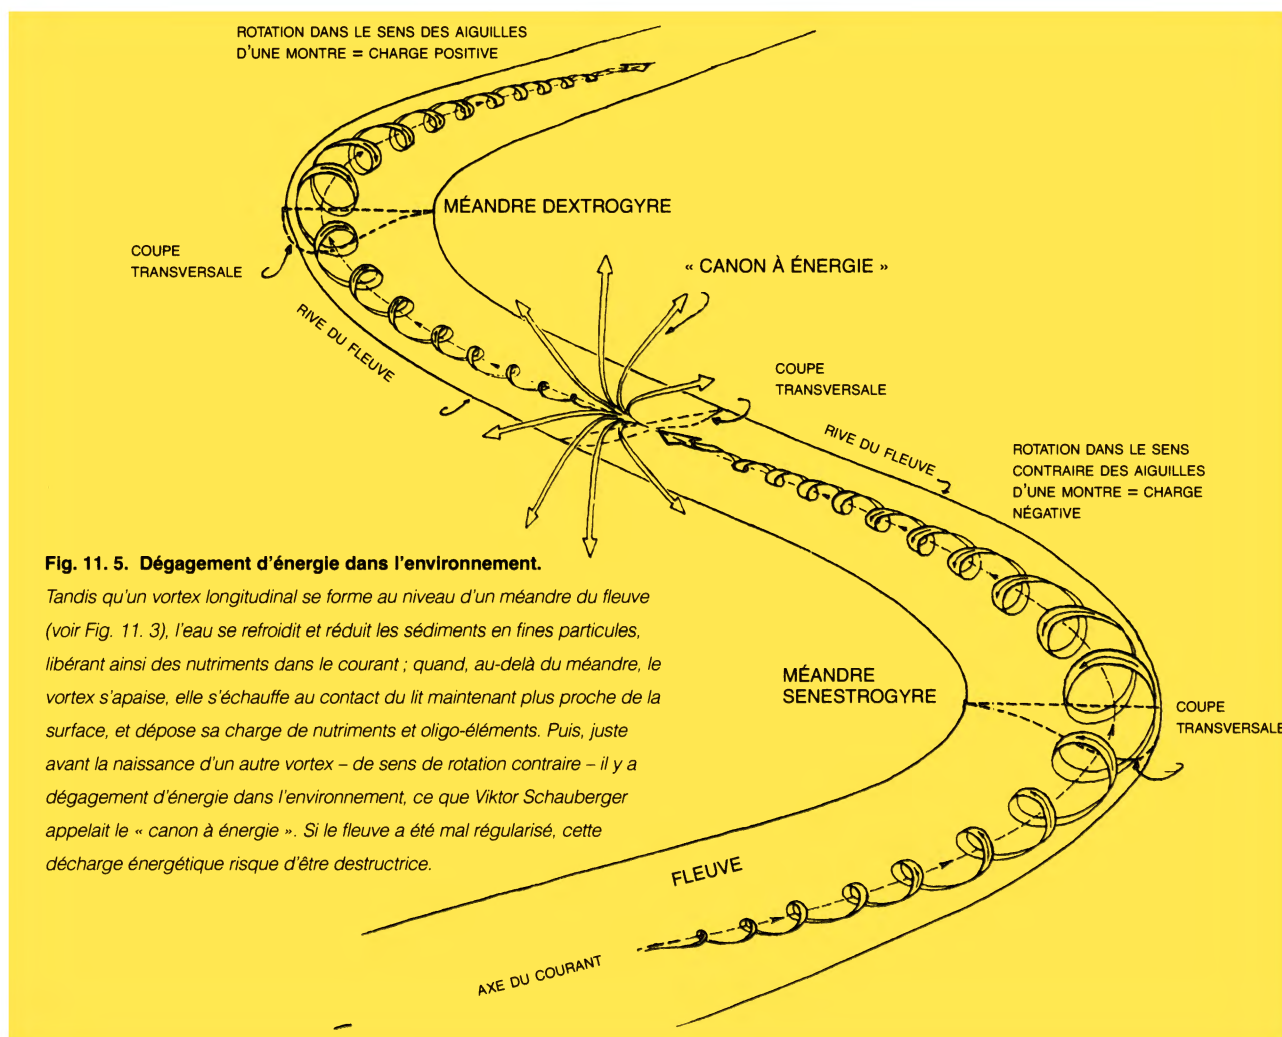 ROTATION DANS LE SENS DES AIGUILLES
D'UNE MONTRE = CHARGE POSITIVE
MÉANDRE DEXTROGYRE
COUPE
TRANSVERSALE
« CANON À ÉNERGIE »
RIVE DU FLEUVE
COUPE
TRANSVERSALE
RIVE DU FLEUVE
ROTATION DANS LE SENS
CONTRAIRE DES AIGUILLES
D'UNE MONTRE = CHARGE
NÉGATIVE
Fig. 11. 5. Dégagement d'énergie dans l'environnement.
Tandis qu'un vortex longitudinal se forme au niveau d'un méandre du fleuve
(voir Fig. 11. 3), l'eau se refroidit et réduit les sédiments en fines particules,
libérant ainsi des nutriments dans le courant ; quand, au-delà du méandre, le
vortex s'apaise, elle s'échauffe au contact du lit maintenant plus proche de la
surface, et dépose sa charge de nutriments et oligo-éléments. Puis, juste
avant la naissance d'un autre vortex – de sens de rotation contraire – il y a
dégagement d'énergie dans l'environnement, ce que Viktor Schauberger
appelait le « canon à énergie ». Si le fleuve a été mal régularisé, cette
décharge énergétique risque d'être destructrice.
MÉANDRE
SENESTROGYRE
COUPE
TRANSVERSALE
FLEUVE
AXE DU COURANT